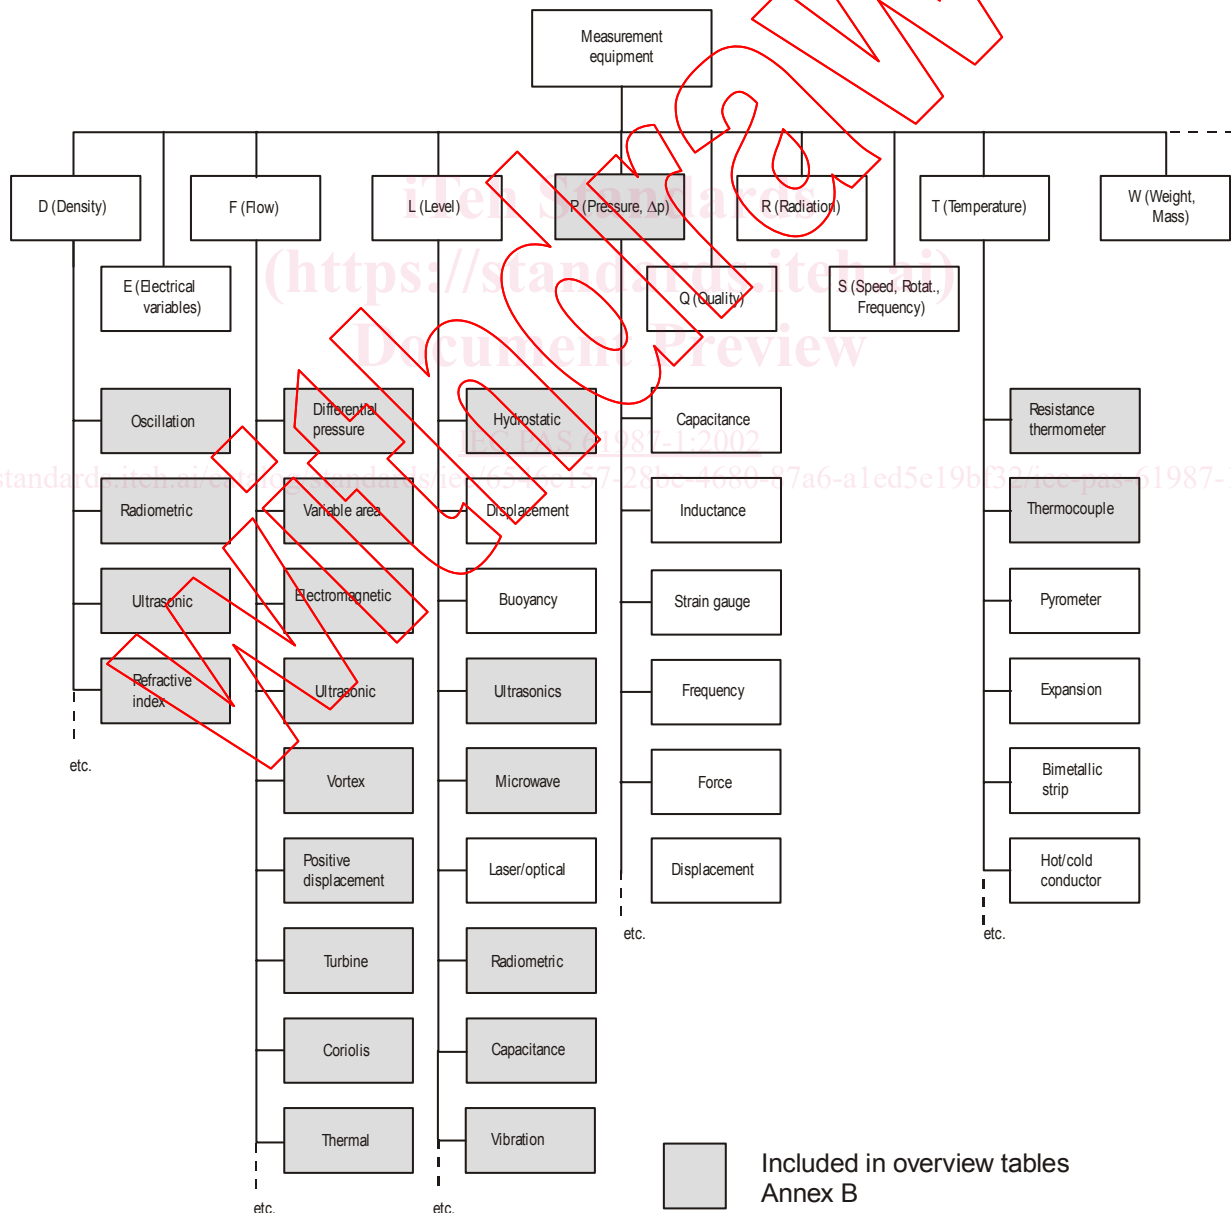 Measurement
equipment
D (Density)
F (Flow)
L (Level)
P (Pressure, Δp)
R (Radiation)
T (Temperature)
W (Weight,
Mass)
E (Electrical
variables)
Q (Quality)
S (Speed, Rotat.,
Frequency)
iTeh Standards
(https://standards.iteh.ai)
Document Preview
IEC PAS 61987-1:2002
Oscillation
Radiometric
Ultrasonic
Refractive
index
etc.
Differential
pressure
Variable area
Electromagnetic
Ultrasonic
Vortex
Positive
displacement
Turbine
Coriolis
Thermal
etc.
Hydrostatic
Displacement
Buoyancy
Ultrasonics
Microwave
Laser/optical
Radiometric
Capacitance
Vibration
etc.
Capacitance
Inductance
Strain gauge
Frequency
Force
Displacement
etc.
Resistance
thermometer
Thermocouple
Pyrometer
Expansion
Bimetallic
strip
Hot/cold
conductor
etc.
Included in overview tables
Annex B
Withdraw